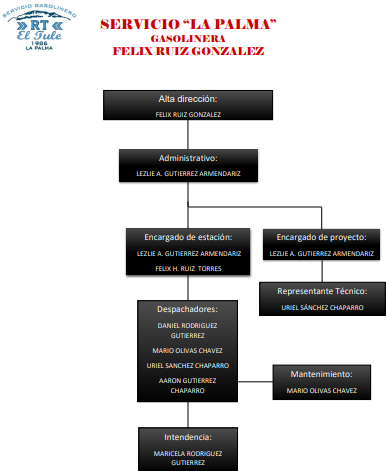 SERVICIO GASOLINERO
RT
El Tule
1986
LA PALMA
SERVICIO “LA PALMA”
GASOLINERA
FELIX RUIZ GONZALEZ
Alta dirección:
FELIX RUIZ GONZALEZ
Administrativo:
LEZLIE A. GUTIERREZ ARMENDARIZ
Encargado de estación:
LEZLIE A. GUTIERREZ ARMENDARIZ
FELIX H. RUIZ TORRES
Encargado de proyecto:
LEZLIE A. GUTIERREZ ARMENDARIZ
Representante Técnico:
URIEL SÁNCHEZ CHAPARRO
Despachadores:
DANIEL RODRIGUEZ
GUTIERREZ
MARIO OLIVAS CHAVEZ
URIEL SANCHEZ CHAPARRO
AARON GUTIERREZ
CHAPARRO
Mantenimiento:
MARIO OLIVAS CHAVEZ
Intendencia:
MARICELA RODRIGUEZ
GUTIERREZ